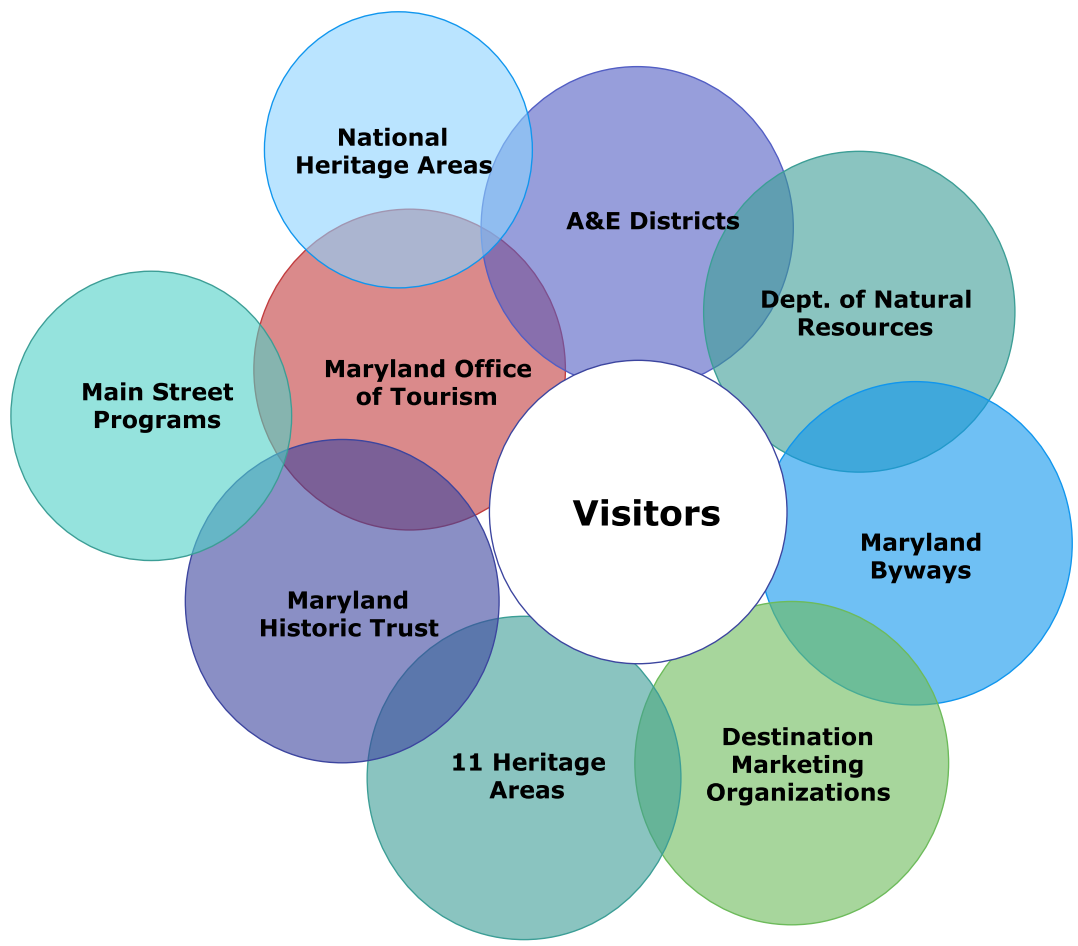 National
Heritage Areas
A&E Districts
Dept. of Natural
Resources
Maryland Office
of Tourism
Main Street
Programs
Visitors
Maryland
Byways
Maryland
Historic Trust
11 Heritage
Areas
Destination
Marketing
Organizations